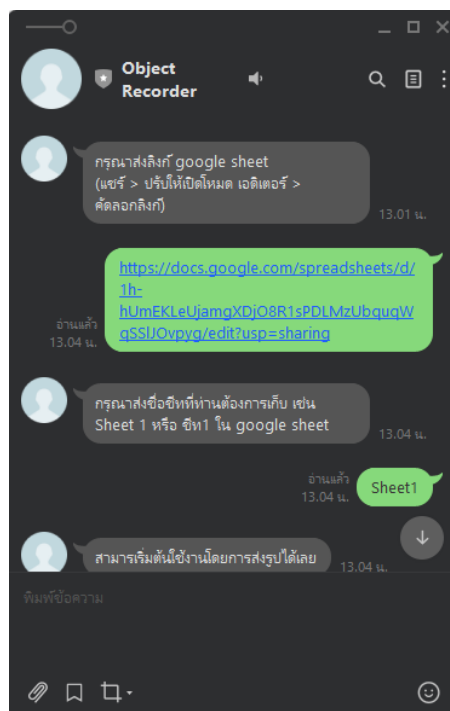 Object
Recorder
กรุณาส่งลิงก์ google sheet
(แชร์ > ปรับให้เปิดโหมด เอดิเตอร์ >
คัดลอกลิงก์)
13.01 น.
https://docs.google.com/spreadsheets/d/
1h-
hUmEKLeUjamgXDjO8R1sPDLMzUbquqW
qSSlJOvpyg/edit?usp=sharing
อ่านแล้ว
13.04 น.
กรุณาส่งชื่อชีทที่ท่านต้องการเก็บ เช่น
Sheet 1 หรือ ชีท1 ใน google sheet
13.04 น.
อ่านแล้ว
13.04 น.
Sheet1
สามารเริ่มต้นใช้งานโดยการส่งรูปได้เลย
13.04 น.
พิมพ์ข้อความ